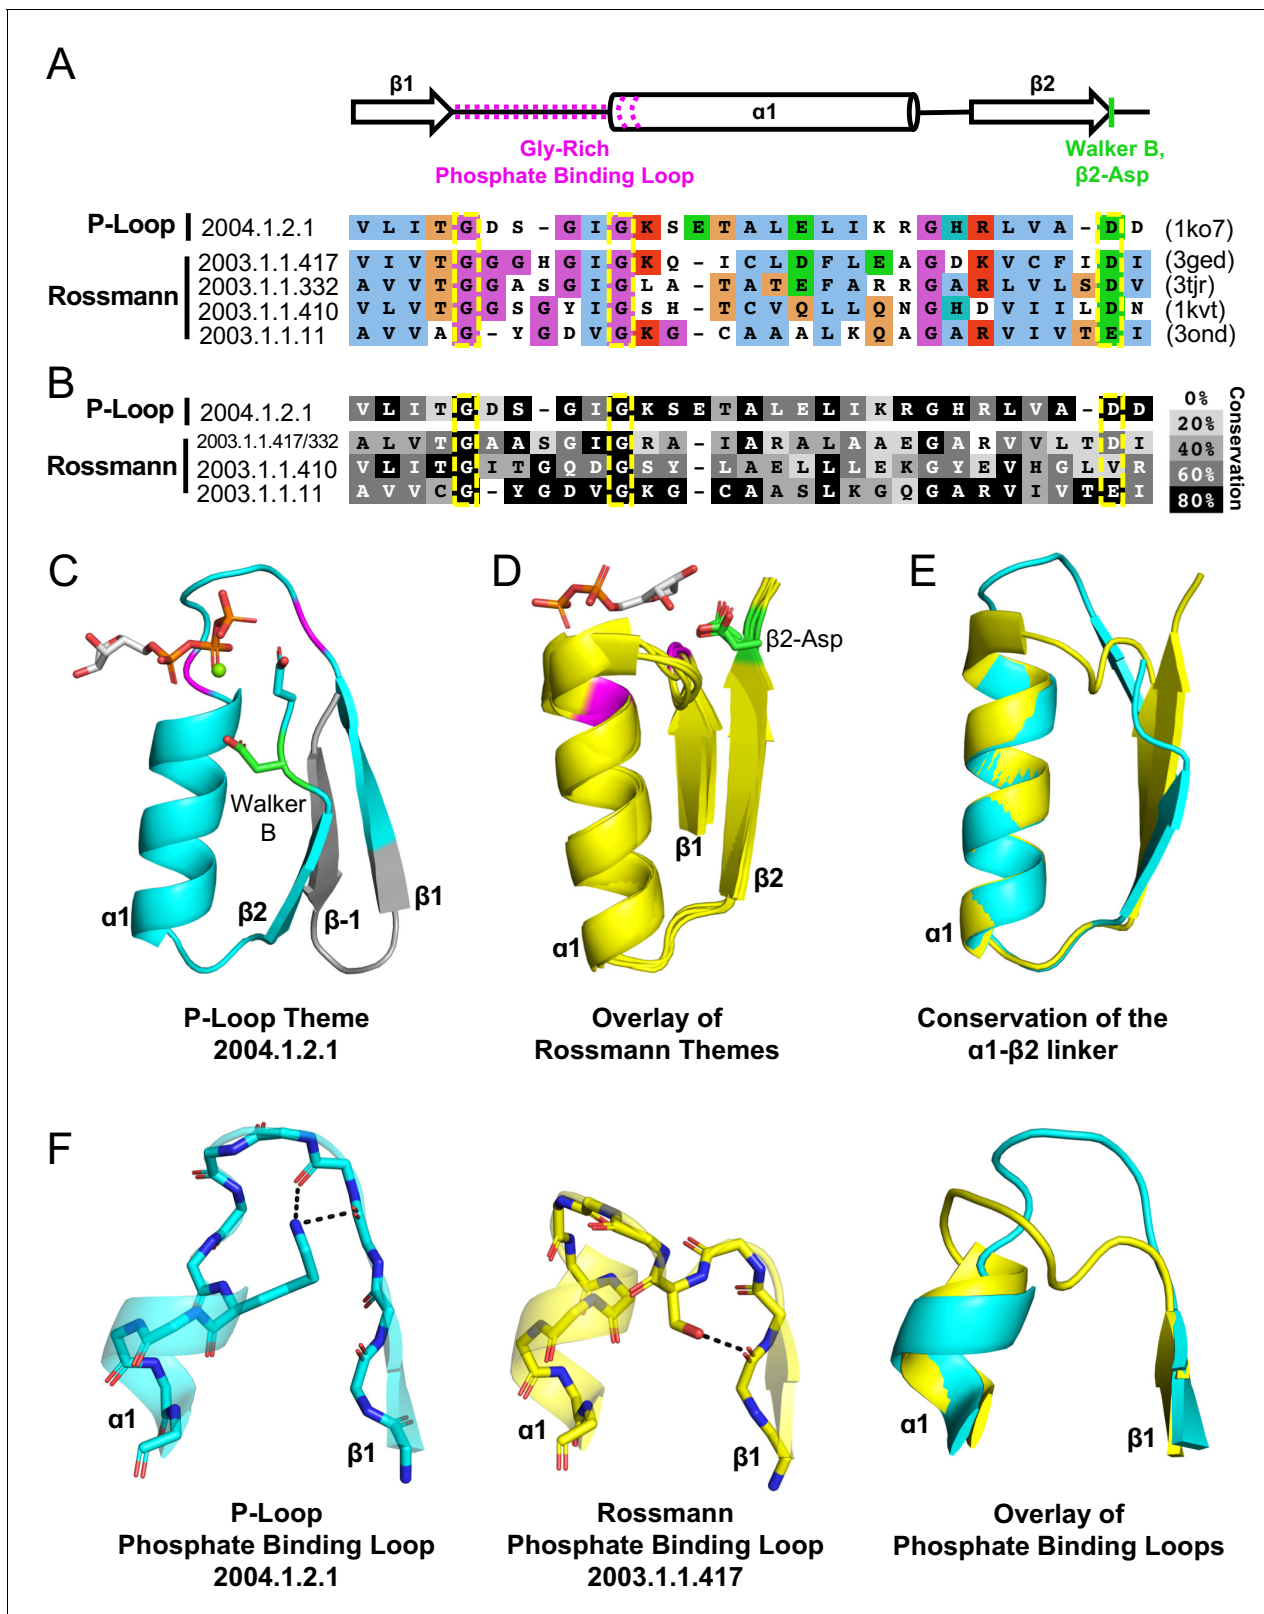 A
β1
α1
β2
Gly-Rich
Phosphate Binding Loop
Walker B,
β2-Asp
P-Loop 2004.1.2.1 V L I T G D S - G I G K S E T A L E L I K R G H R L V A - D D (1ko7)
Rossmann
2003.1.1.417 V I V T G G G H G I G K Q - I C L D F L E A G D K V C F I D I (3ged)
2003.1.1.332 A V V T G G A S G I G L A - T A T E F A R R G A R L V L S D V (3tjr)
2003.1.1.410 V L V T G G S G Y I G S H - T C V Q L L Q N G H D V I I L D N (1kvt)
2003.1.1.11 A V V A G - Y G D V G K G - C A A A L K Q A G A R V I V T E I (3ond)
B
P-Loop 2004.1.2.1 V L I T G D S - G I G K S E T A L E L I K R G H R L V A - D D
Rossmann
2003.1.1.417/332 A L V T G A A S G I G R A - I A R A L A A E G A R V V L T D I
2003.1.1.410 V L I T G I T G Q D G S Y - L A E L L L E K G Y E V H G L V R
2003.1.1.11 A V V C G - Y G D V G K G - C A A S L K G Q G A R V I V T E I
0%
20%
40%
60%
80%
Conservation
C
Walker
B
α1
β2
β-1
β1
P-Loop Theme
2004.1.2.1
D
β2-Asp
β1
β2
α1
Overlay of
Rossmann Themes
E
α1
Conservation of the
α1-β2 linker
F
α1
β1
P-Loop
Phosphate Binding Loop
2004.1.2.1
α1
β1
Rossmann
Phosphate Binding Loop
2003.1.1.417
α1
β1
Overlay of
Phosphate Binding Loops